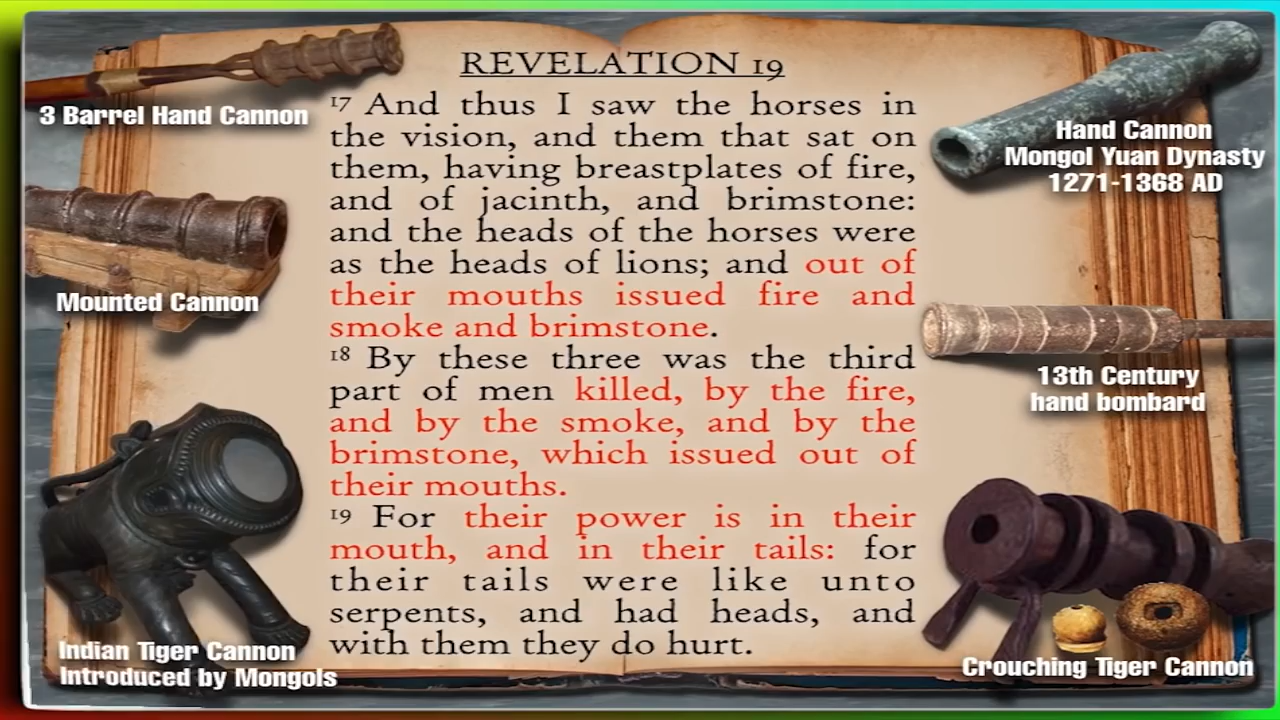 REVELATION 19
17 And thus I saw the horses in
the vision, and them that sat on
them, having breastplates of fire,
and of jacinth, and brimstone:
and the heads of the horses were
as the heads of lions; and out of
their mouths issued fire and
smoke and brimstone.
18 By these three was the third
part of men killed, by the fire,
and by the smoke, and by the
brimstone, which issued out of
their mouths.
19 For their power is in their
mouth, and in their tails: for
their tails were like unto
serpents, and had heads, and
with them they do hurt.
3 Barrel Hand Cannon
Mounted Cannon
Indian Tiger Cannon
Introduced by Mongols
Hand Cannon
Mongol Yuan Dynasty
1271-1368 AD
13th Century
hand bombard
Crouching Tiger Cannon